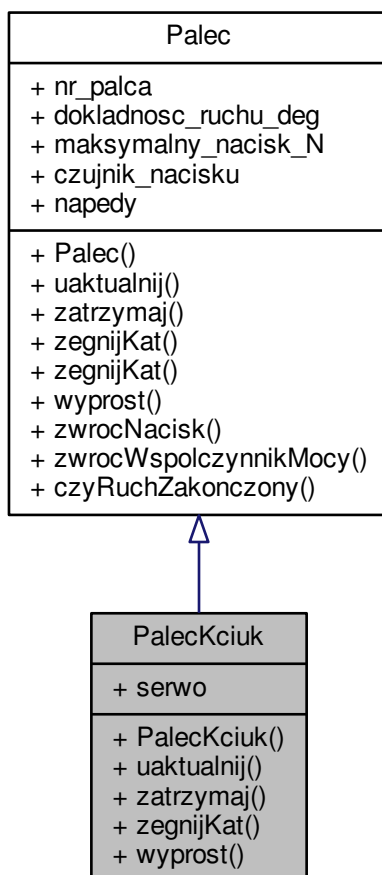 Palec
+ nr_palca
+ dokladnosc_ruchu_deg
+ maksymalny_nacisk_N
+ czujnik_nacisku
+ napedy
+ Palec()
+ uaktualnij()
+ zatrzymaj()
+ zegnijKat()
+ zegnijKat()
+ wyprost()
+ zwrocNacisk()
+ zwrocWspolczynnikMocy()
+ czyRuchZakonczony()
PalecKciuk
+ serwo
+ PalecKciuk()
+ uaktualnij()
+ zatrzymaj()
+ zegnijKat()
+ wyprost()